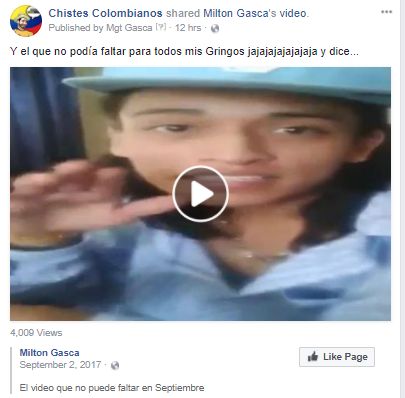 Chistes Colombianos shared Milton Gasca's video.
Published by Mgt Gasca [?] · 12 hrs ·
Y el que no podía faltar para todos mis Gringos jajajajajajajaja y dice...
4,009 Views
Milton Gasca
September 2, 2017 ·
Like Page
El video que no puede faltar en Septiembre